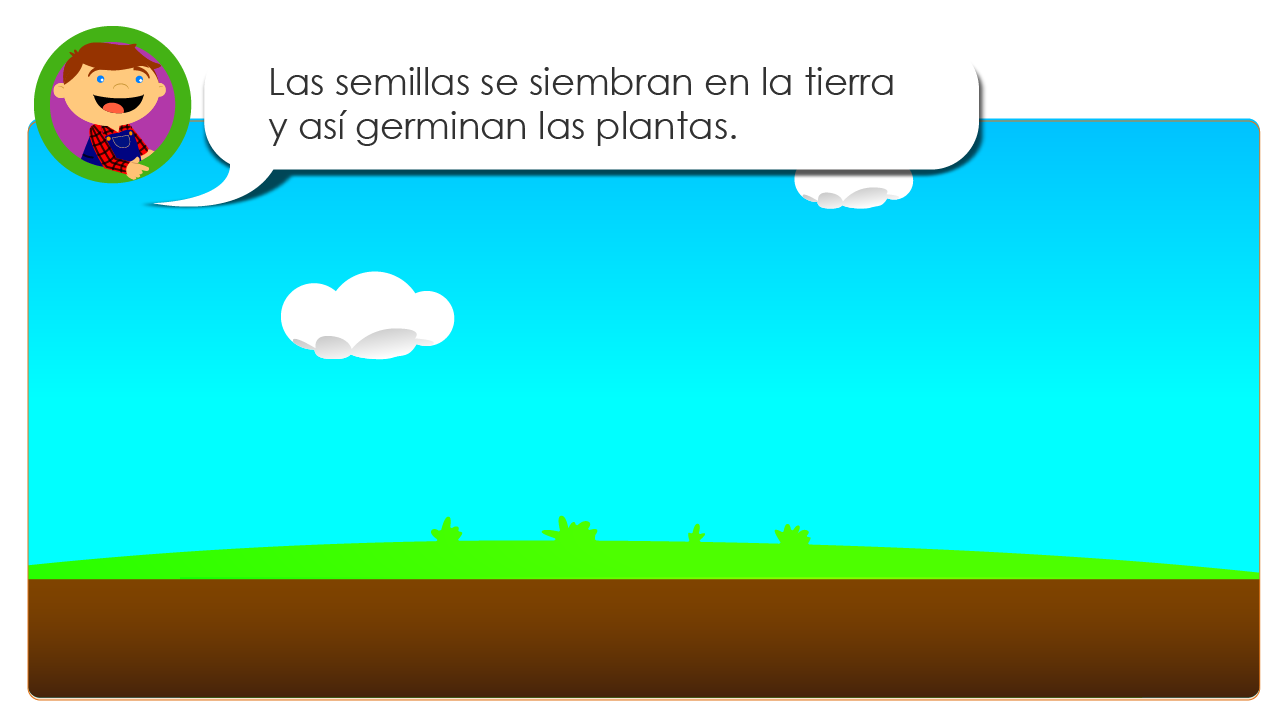 Las semillas se siembran en la tierra
y así germinan las plantas.